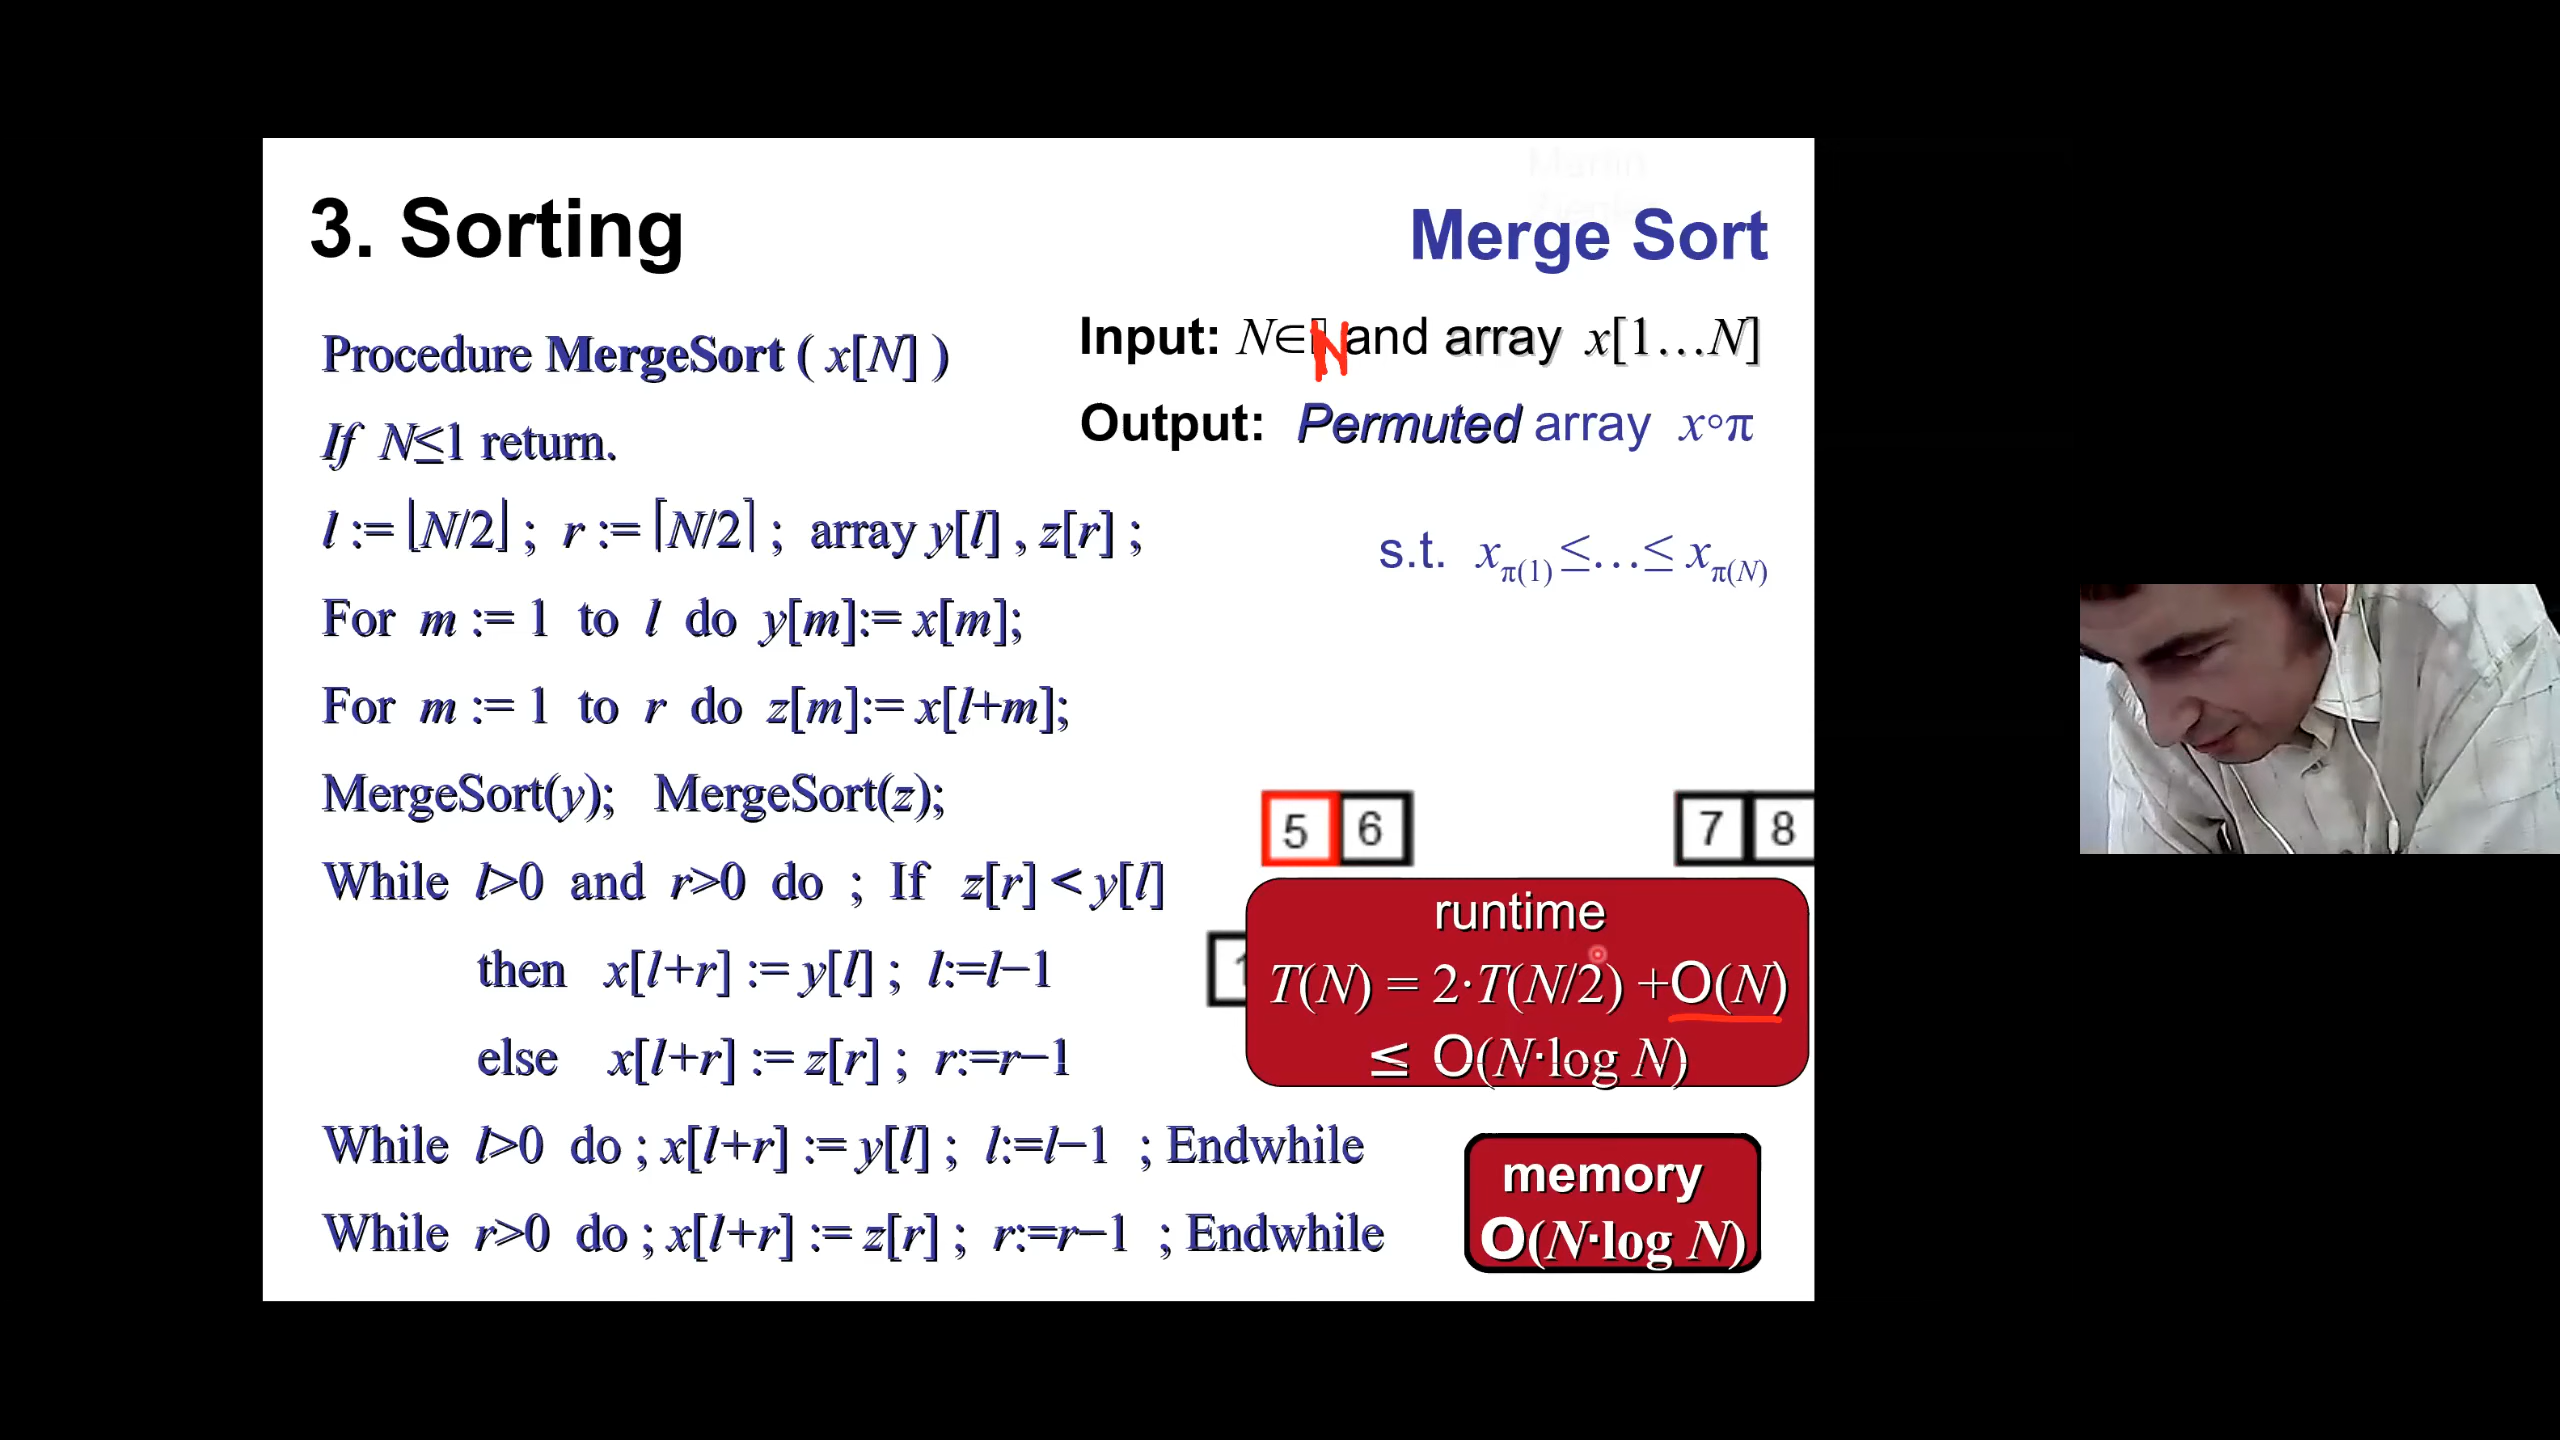 3. Sorting
Merge Sort
Procedure MergeSort ( x[N] )
If N≤1 return.
l := ⌊N/2⌋ ; r := ⌈N/2⌉ ; array y[l] , z[r] ;
For m := 1 to l do y[m]:= x[m];
For m := 1 to r do z[m]:= x[l+m];
MergeSort(y); MergeSort(z);
While l>0 and r>0 do ; If z[r] < y[l]
then x[l+r] := y[l] ; l:=l−1
else x[l+r] := z[r] ; r:=r−1
While l>0 do ; x[l+r] := y[l] ; l:=l−1 ; Endwhile
While r>0 do ; x[l+r] := z[r] ; r:=r−1 ; Endwhile
Input: N∈N and array x[1…N]
Output: Permuted array x∘π
s.t. xπ(1) ≤…≤ xπ(N)
5 6
7 8
runtime
T(N) = 2·T(N/2) +O(N)
≤ O(N·log N)
memory
O(N·log N)